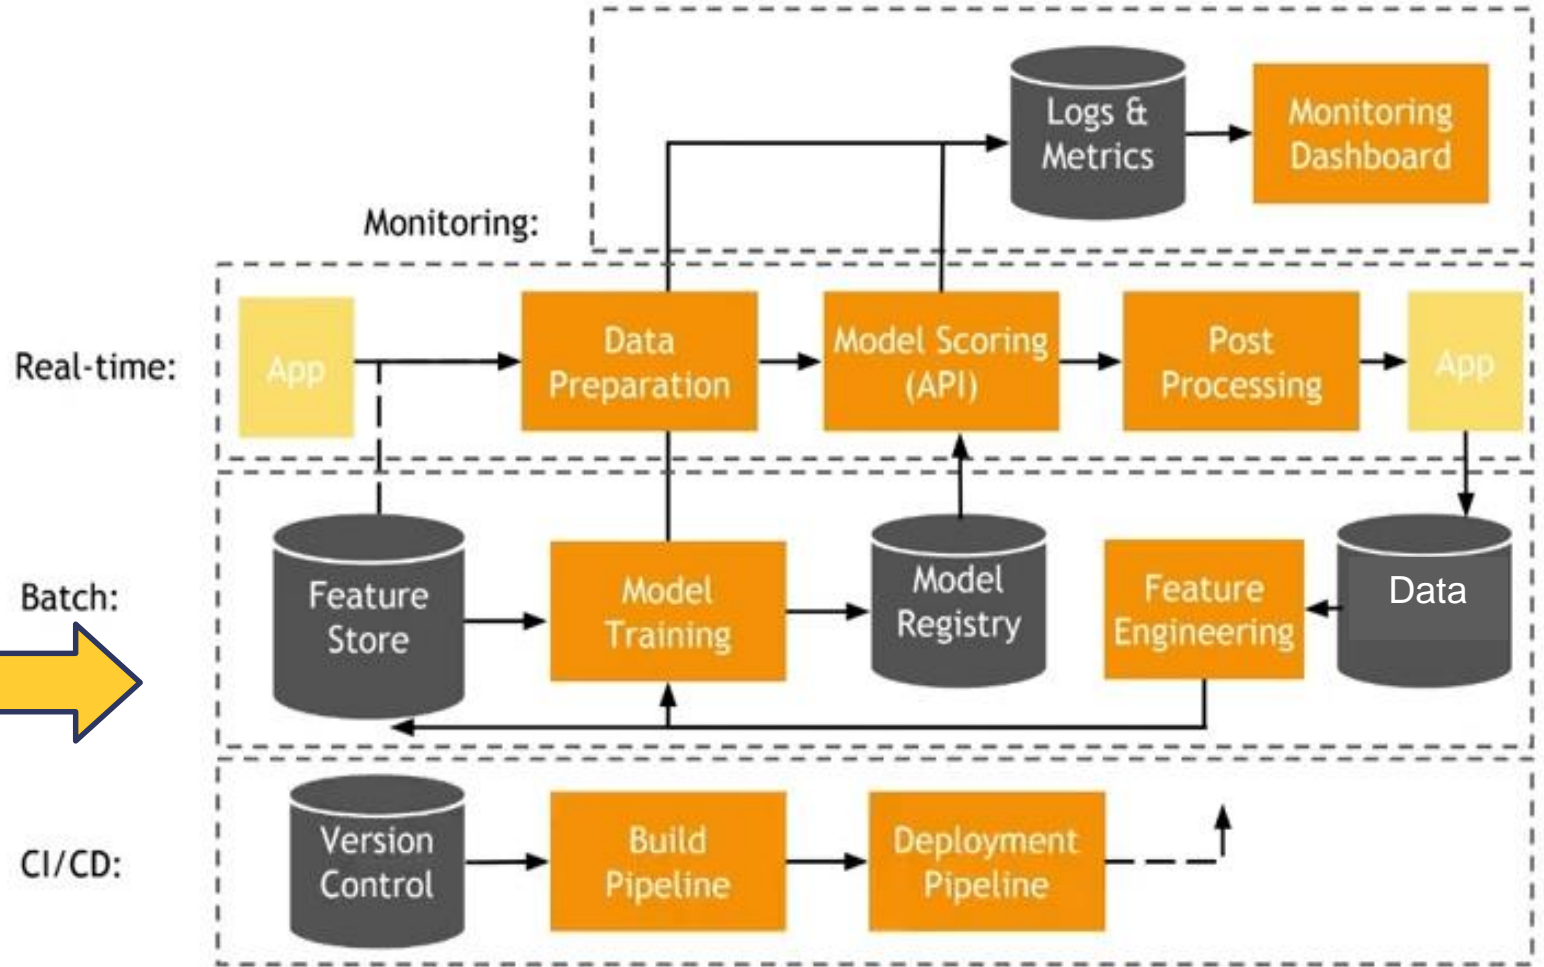 Logs &
Metrics
Monitoring
Dashboard
Monitoring:
Real-time:
App
Data
Preparation
Model Scoring
(API)
Post
Processing
App
Batch:
Feature
Store
Model
Training
Model
Registry
Feature
Engineering
Data
CI/CD:
Version
Control
Build
Pipeline
Deployment
Pipeline